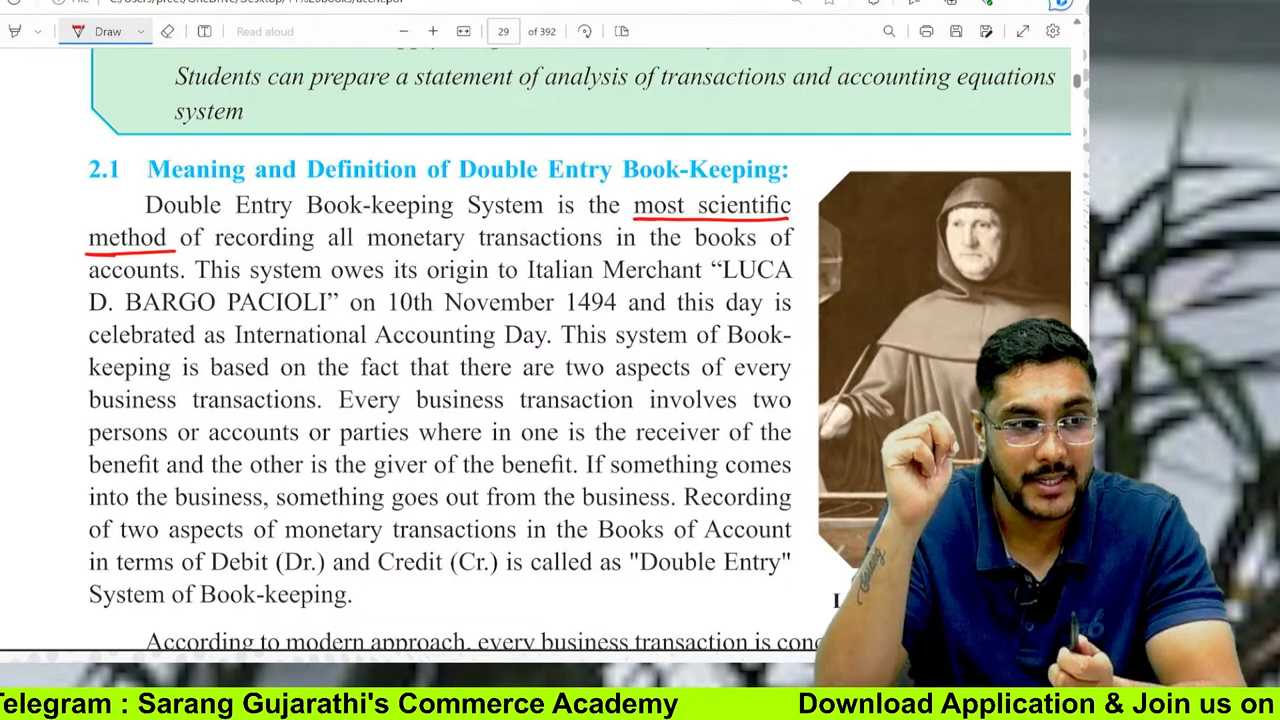 Draw
Read aloud
29
of 392
Students can prepare a statement of analysis of transactions and accounting equations
system
2.1 Meaning and Definition of Double Entry Book-Keeping:
Double Entry Book-keeping System is the most scientific
method of recording all monetary transactions in the books of
accounts. This system owes its origin to Italian Merchant “LUCA
D. BARGO PACIOLI” on 10th November 1494 and this day is
celebrated as International Accounting Day. This system of Book-
keeping is based on the fact that there are two aspects of every
business transactions. Every business transaction involves two
persons or accounts or parties where in one is the receiver of the
benefit and the other is the giver of the benefit. If something comes
into the business, something goes out from the business. Recording
of two aspects of monetary transactions in the Books of Account
in terms of Debit (Dr.) and Credit (Cr.) is called as "Double Entry"
System of Book-keeping.
According to modern approach, every business transaction is
Telegram : Sarang Gujarathi's Commerce Academy
Download Application & Join us on